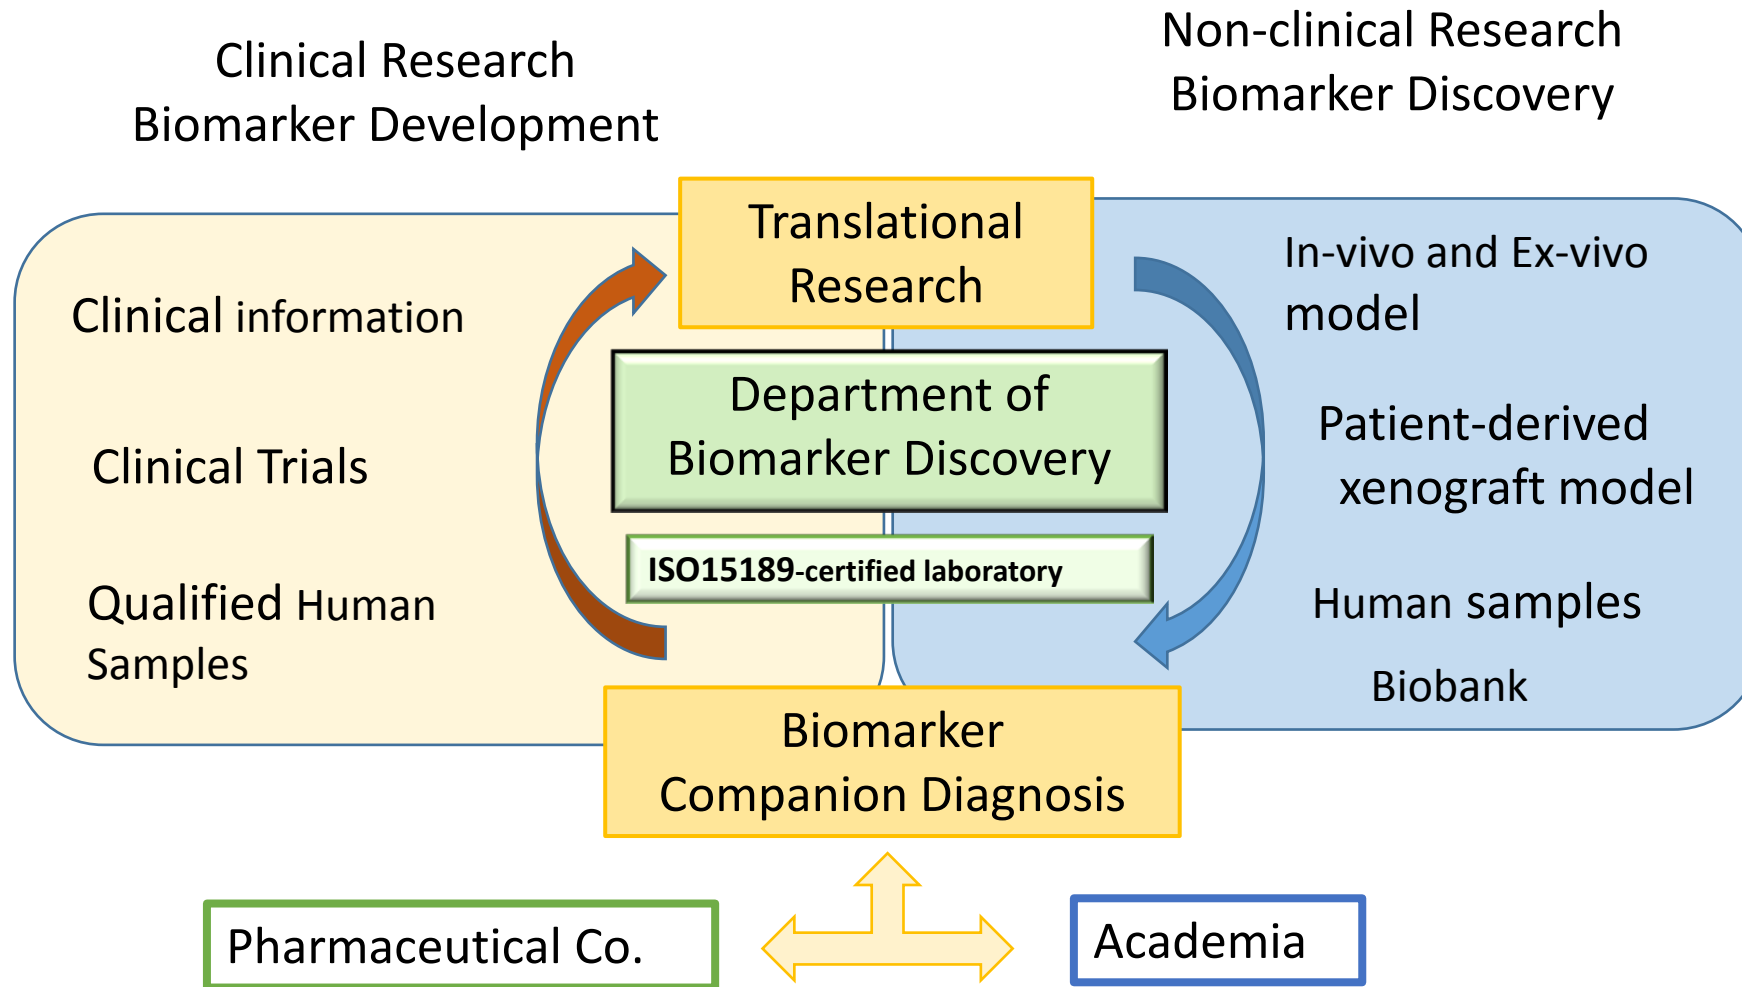 Clinical Research
Biomarker Development
Non-clinical Research
Biomarker Discovery
Translational
Research
Clinical information
Clinical Trials
Qualified Human
Samples
Department of
Biomarker Discovery
ISO15189-certified laboratory
In-vivo and Ex-vivo
model
Patient-derived
xenograft model
Human samples
Biobank
Biomarker
Companion Diagnosis
Pharmaceutical Co.
Academia